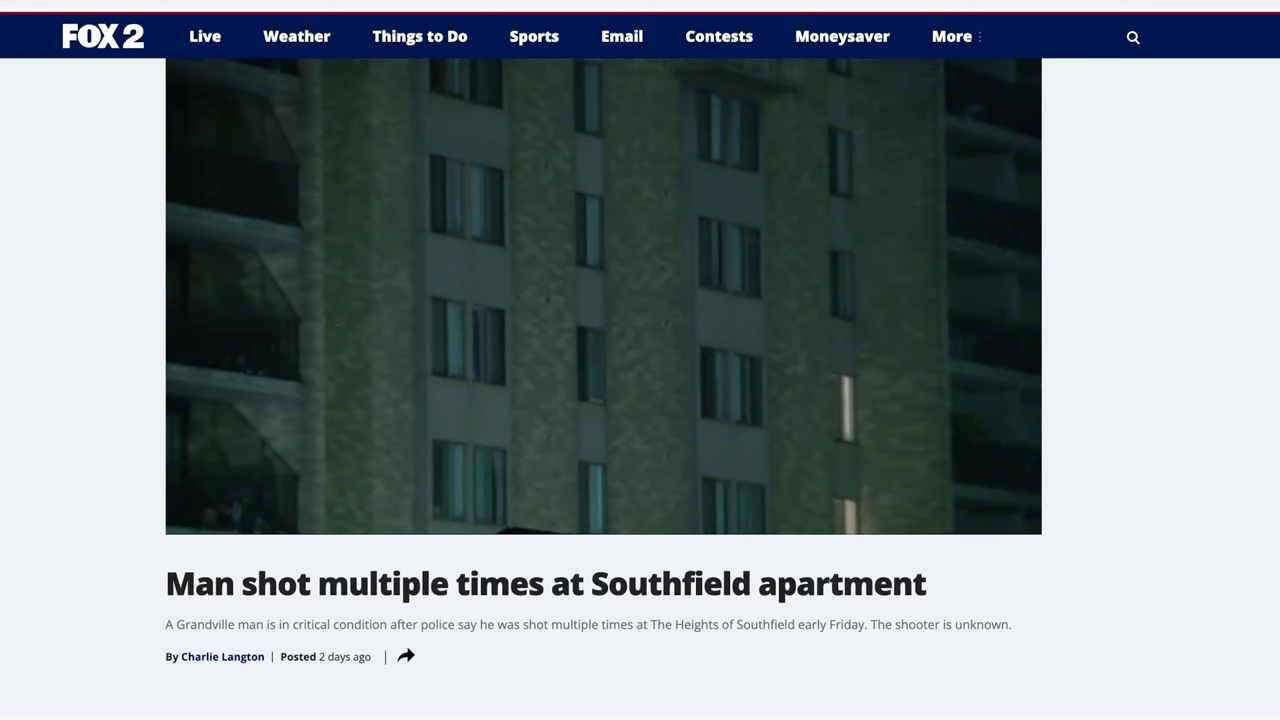 FOX 2 Live Weather Things to Do Sports Email Contests Moneysaver More
Man shot multiple times at Southfield apartment
A Grandville man is in critical condition after police say he was shot multiple times at The Heights of Southfield early Friday. The shooter is unknown.
By Charlie Langton | Posted 2 days ago |